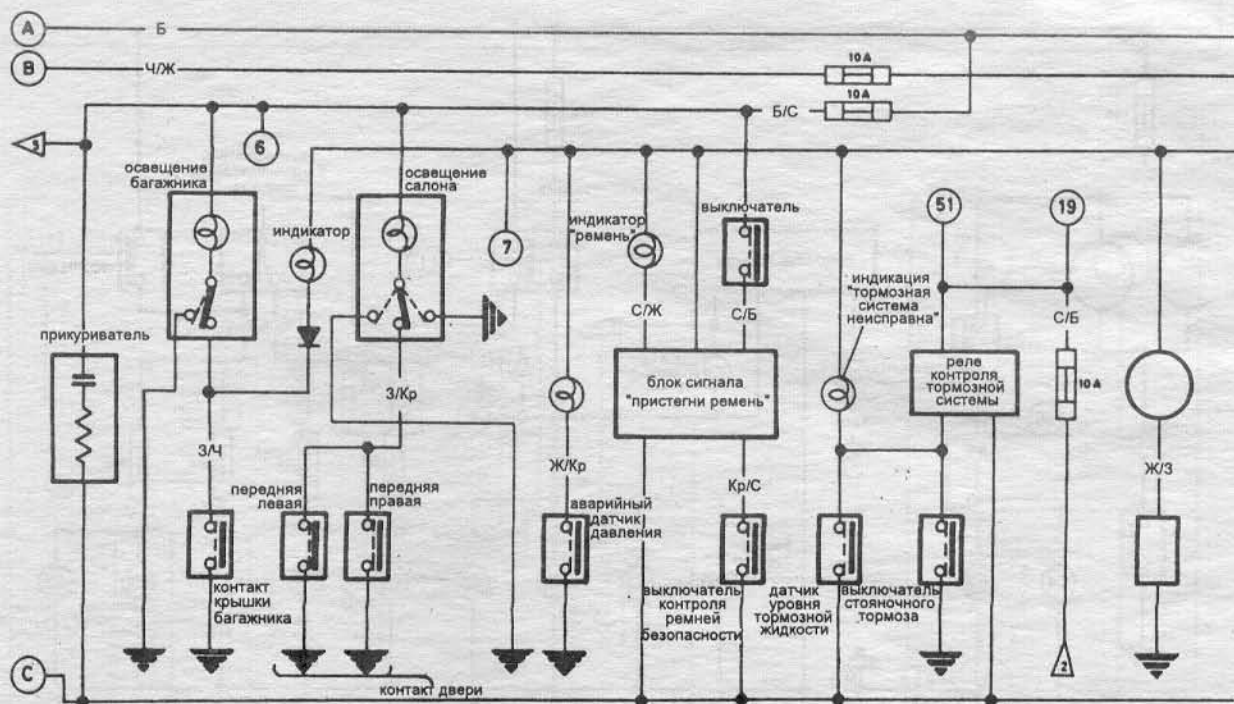 A
Б
B
Ч/Ж
10 A
10 A
Б/С
3
6
освещение
багажника
освещение
салона
индикатор
7
индикатор
"ремень"
выключатель
51
19
индикация
"тормозная
система
неисправна"
прикуриватель
С/Ж
С/Б
С/Б
блок сигнала
"пристегни ремень"
реле
контроля
тормозной
системы
10 A
З/Кр
З/Ч
Ж/Кр
Кр/С
Ж/З
передняя
левая
передняя
правая
аварийный
датчик
давления
контакт
крышки
багажника
выключатель
контроля
ремней
безопасности
датчик
уровня
тормозной
жидкости
выключатель
стояночного
тормоза
2
C
контакт двери